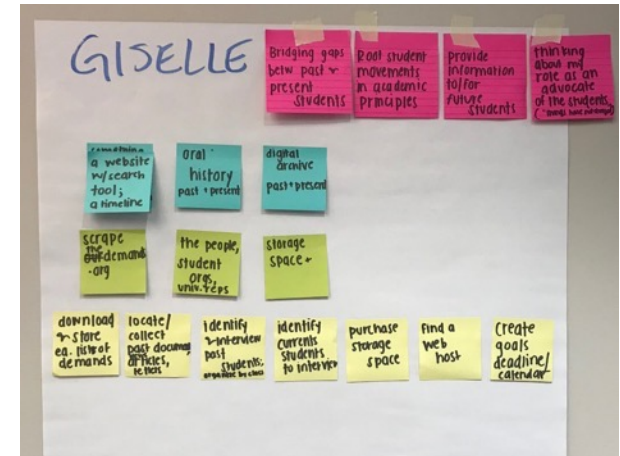 GISELLE
Bridging gaps
betw past &
present
students
Root student
movements
in academic
principles
provide
information
to/for
future
students
thinking
about my
role as an
advocate
of the students
a website
w/search
tool;
a timeline
oral
history
past + present
digital
archive
past + present
scrape
the demand
.org
the people,
student
orgs,
univ. reps
storage
space +
download
& store
ea. list of
demands
locate/
collect
past document,
articles,
letters
identify
& interview
past
students;
organize by class
identify
currents
students
to interview
purchase
storage
space
find a
web
host
Create
goals
deadline/
calendar